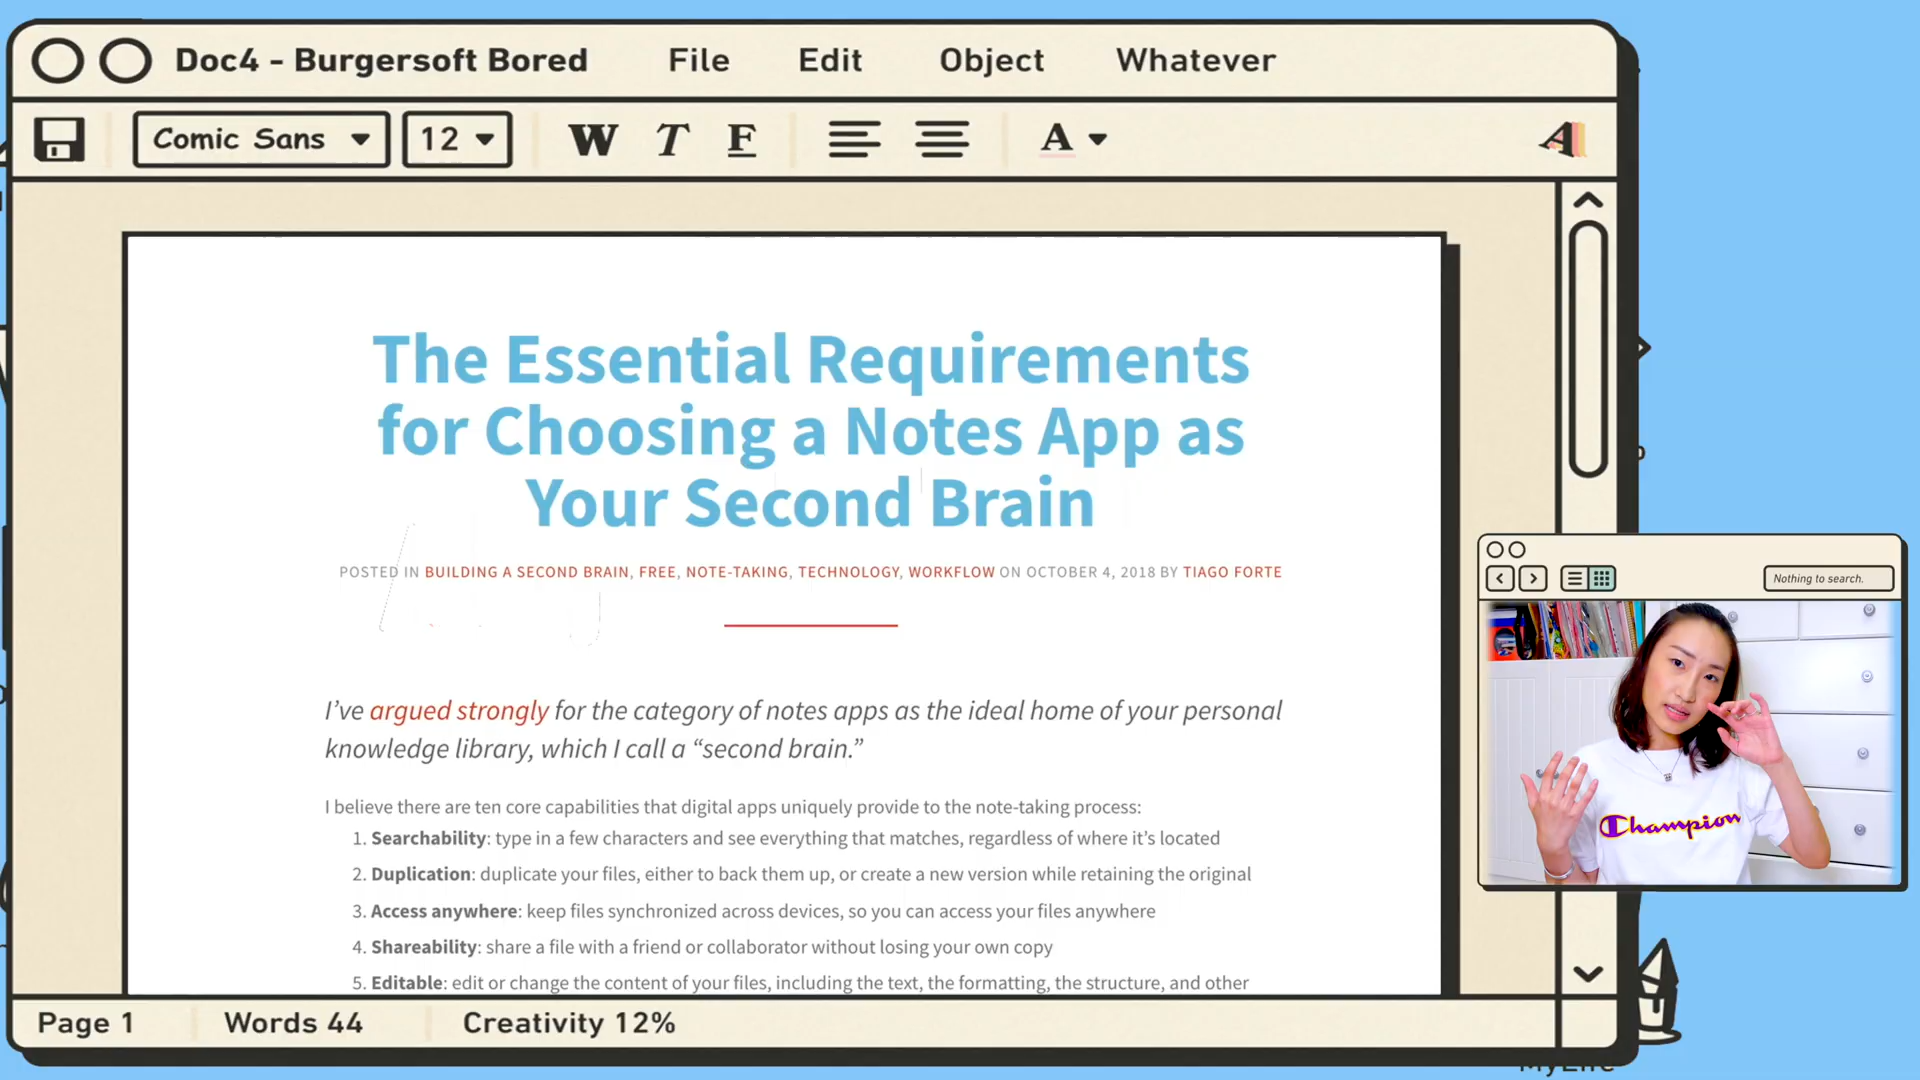 Doc4 - Burgersoft Bored File Edit Object Whatever
Comic Sans 12 W T F A A
The Essential Requirements
for Choosing a Notes App as
Your Second Brain
POSTED IN BUILDING A SECOND BRAIN, FREE, NOTE-TAKING, TECHNOLOGY, WORKFLOW ON OCTOBER 4, 2018 BY TIAGO FORTE
I've argued strongly for the category of notes apps as the ideal home of your personal
knowledge library, which I call a “second brain.”
I believe there are ten core capabilities that digital apps uniquely provide to the note-taking process:
1. Searchability: type in a few characters and see everything that matches, regardless of where it's located
2. Duplication: duplicate your files, either to back them up, or create a new version while retaining the original
3. Access anywhere: keep files synchronized across devices, so you can access your files anywhere
4. Shareability: share a file with a friend or collaborator without losing your own copy
5. Editable: edit or change the content of your files, including the text, the formatting, the structure, and other
Page 1 Words 44 Creativity 12%
Nothing to search.
Champion
MyLife